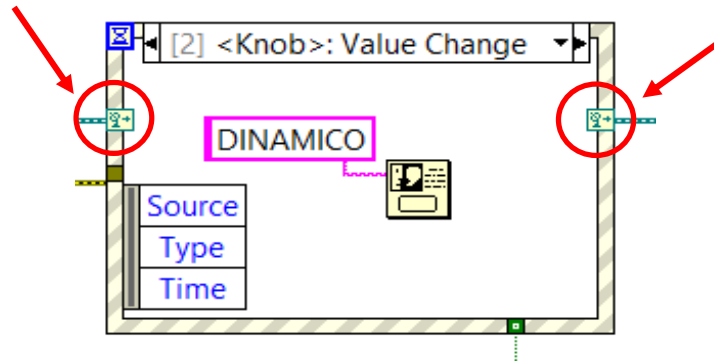 [2] <Knob>: Value Change
DINAMICO
Source
Type
Time